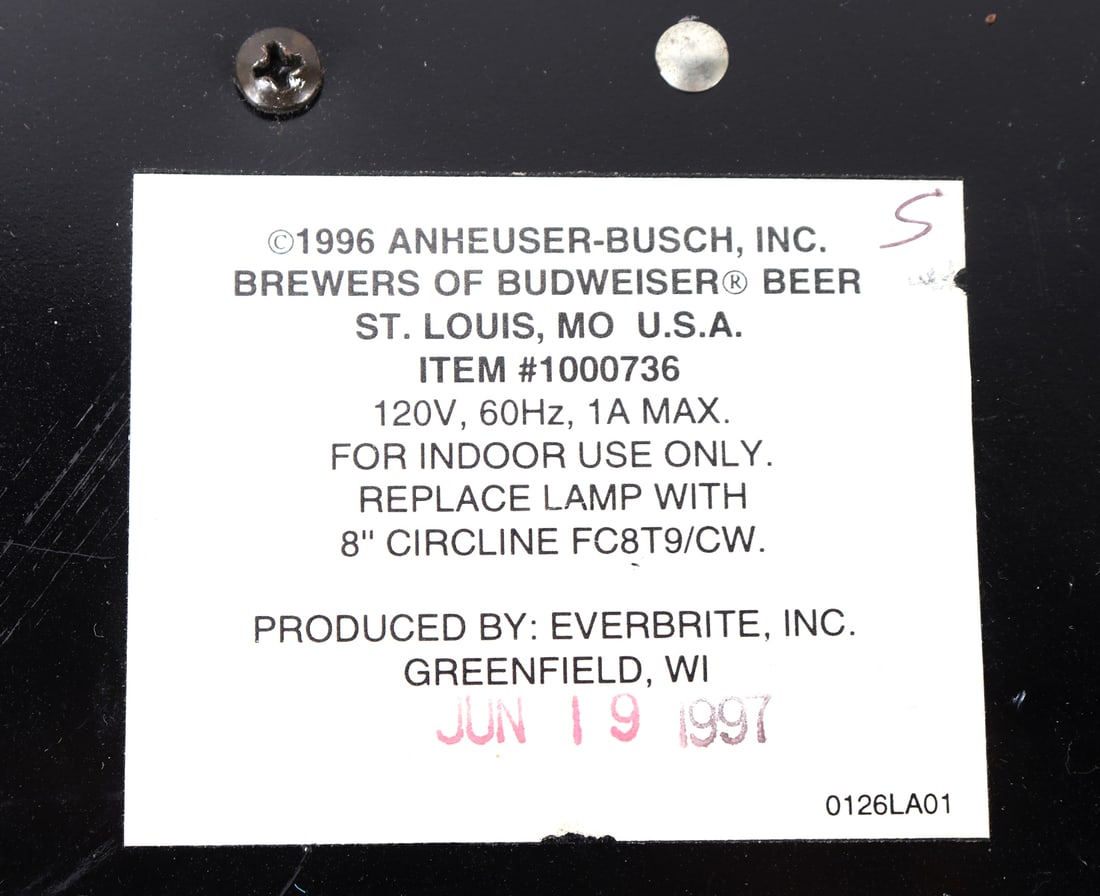 S
©1996 ANHEUSER-BUSCH, INC.
BREWERS OF BUDWEISER® BEER
ST. LOUIS, MO U.S.A.
ITEM #1000736
120V, 60Hz, 1A MAX.
FOR INDOOR USE ONLY.
REPLACE LAMP WITH
8" CIRCLINE FC8T9/CW.
PRODUCED BY: EVERBRITE, INC.
GREENFIELD, WI
JUN 19 1997
0126LA01